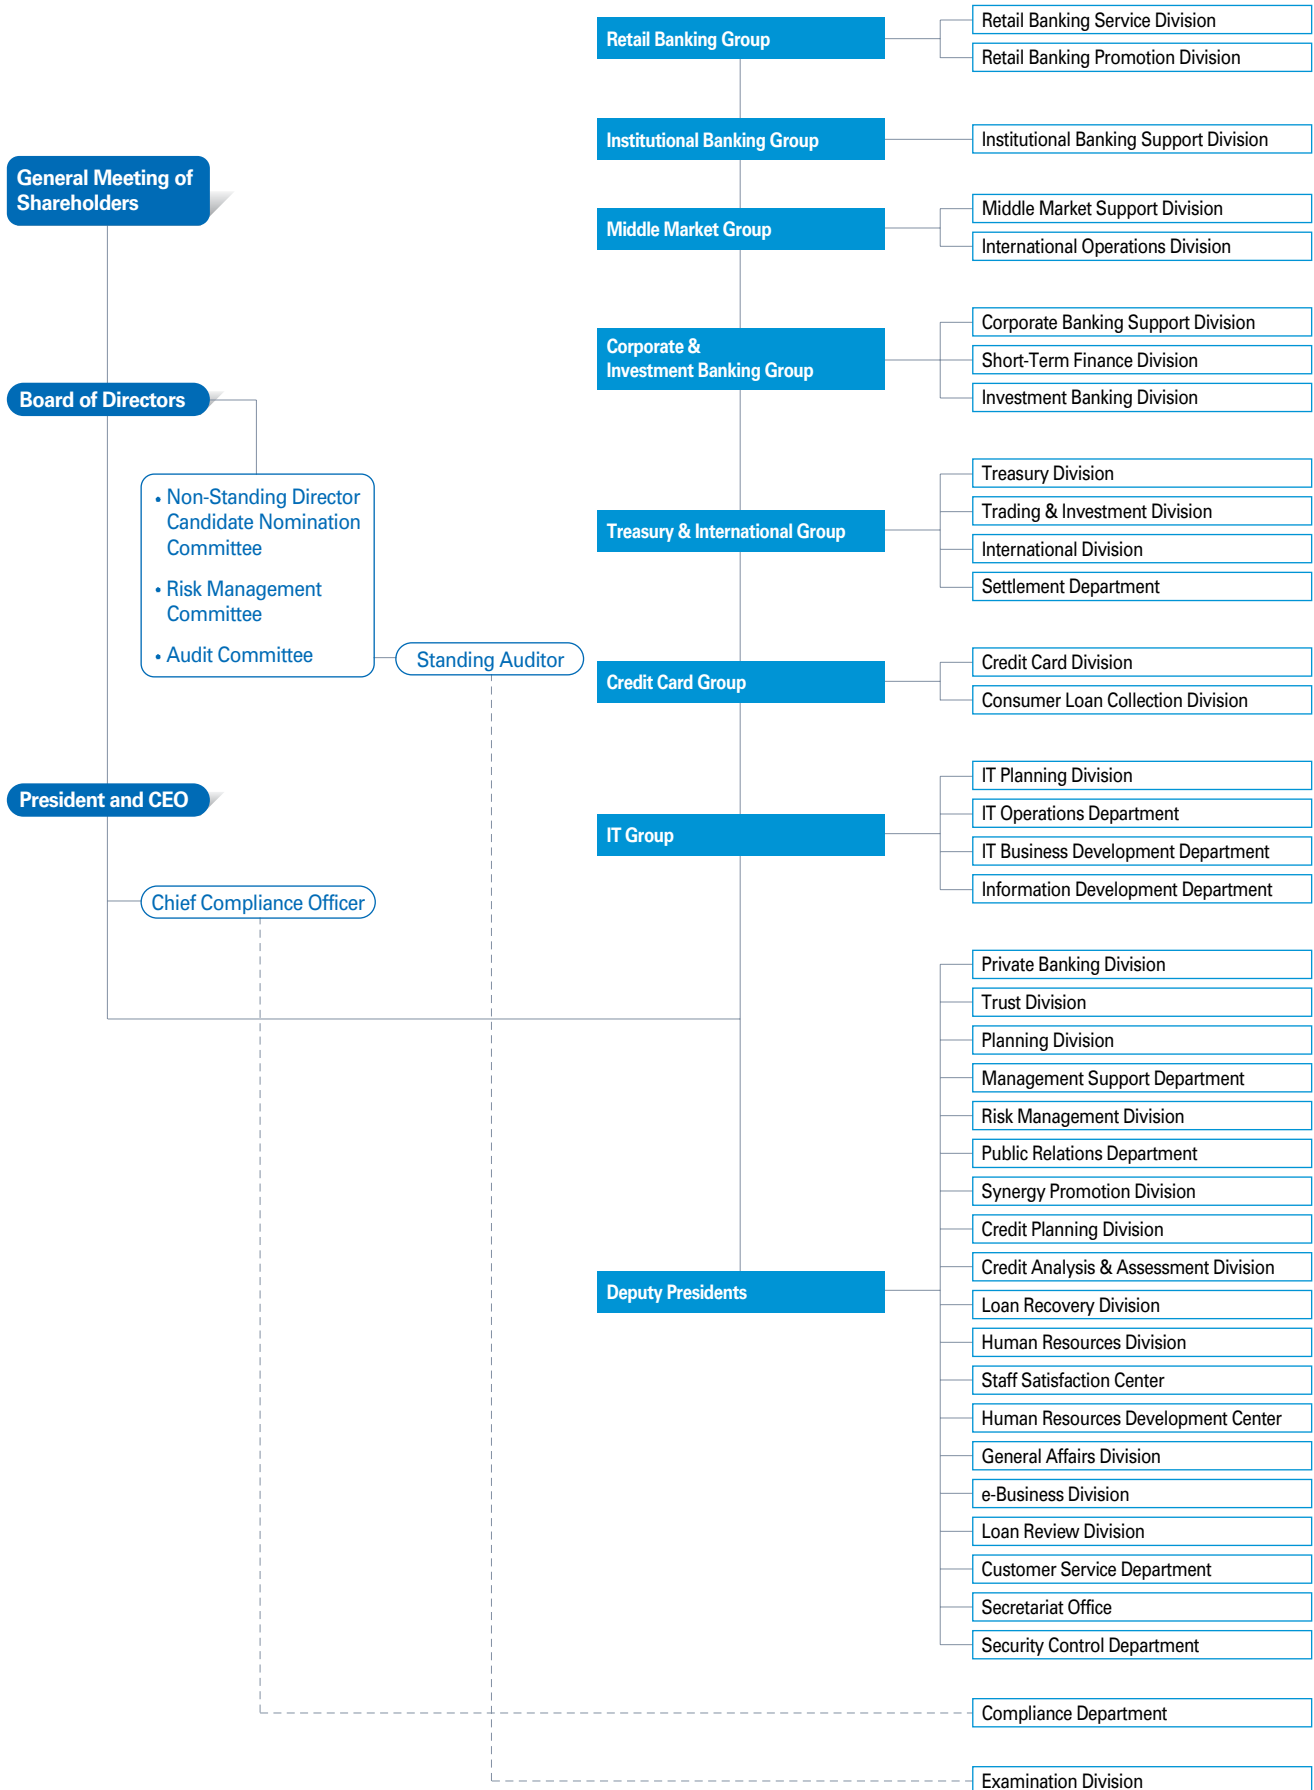 General Meeting of
Shareholders
Board of Directors
• Non-Standing Director
Candidate Nomination
Committee
• Risk Management
Committee
• Audit Committee
Standing Auditor
President and CEO
Chief Compliance Officer
Retail Banking Group
Retail Banking Service Division
Retail Banking Promotion Division
Institutional Banking Group
Institutional Banking Support Division
Middle Market Group
Middle Market Support Division
International Operations Division
Corporate &
Investment Banking Group
Corporate Banking Support Division
Short-Term Finance Division
Investment Banking Division
Treasury & International Group
Treasury Division
Trading & Investment Division
International Division
Settlement Department
Credit Card Group
Credit Card Division
Consumer Loan Collection Division
IT Group
IT Planning Division
IT Operations Department
IT Business Development Department
Information Development Department
Deputy Presidents
Private Banking Division
Trust Division
Planning Division
Management Support Department
Risk Management Division
Public Relations Department
Synergy Promotion Division
Credit Planning Division
Credit Analysis & Assessment Division
Loan Recovery Division
Human Resources Division
Staff Satisfaction Center
Human Resources Development Center
General Affairs Division
e-Business Division
Loan Review Division
Customer Service Department
Secretariat Office
Security Control Department
Compliance Department
Examination Division